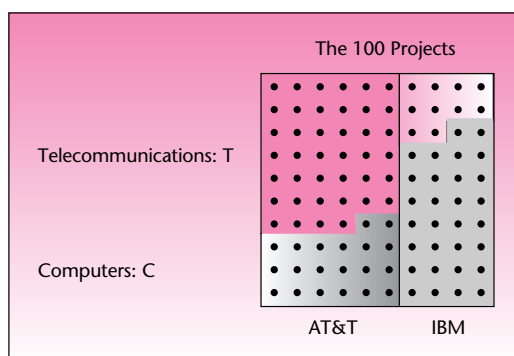 The 100 Projects
Telecommunications: T
Computers: C
AT&T IBM